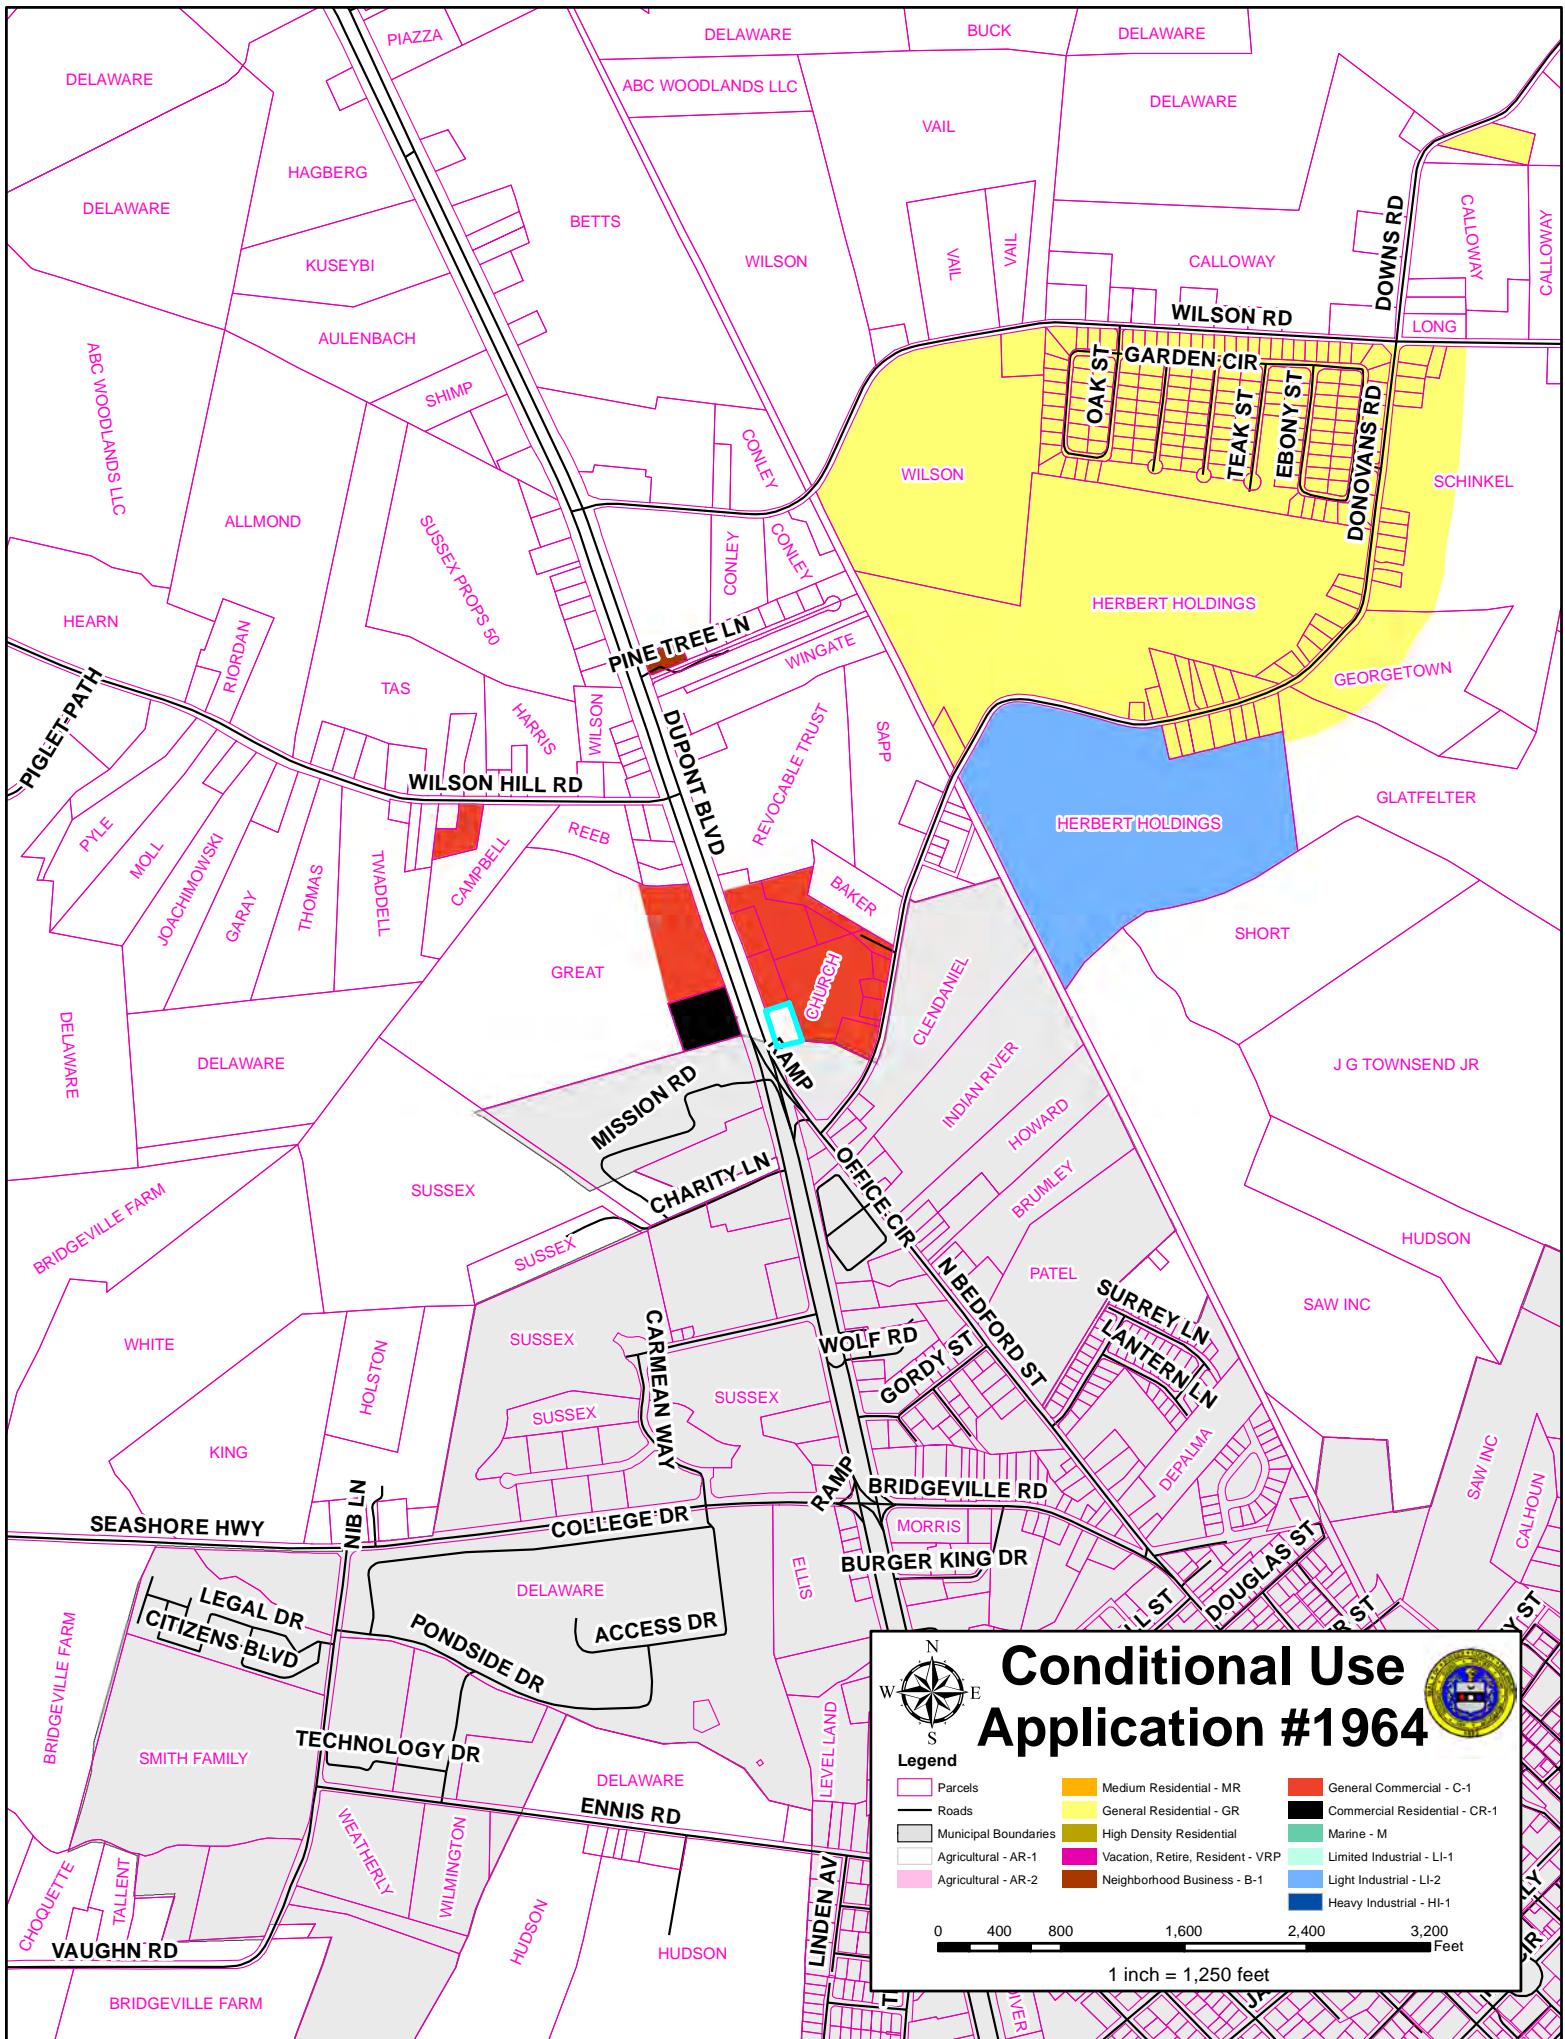 PIAZZA
DELAWARE
BUCK
DELAWARE
DELAWARE
ABC WOODLANDS LLC
DELAWARE
VAIL
HAGBERG
DELAWARE
BETTS
CALLOWAY
CALLOWAY
DOWNS RD
KUSEYBI
WILSON
VAIL
VAIL
CALLOWAY
WILSON RD
LONG
AULENBACH
GARDEN CIR
OAK ST
ABC WOODLANDS LLC
SHIMP
TEAK ST
EBONY ST
DONOVANS RD
CONLEY
WILSON
SCHINKEL
ALLMOND
SUSSEX PROPS 50
CONLEY
CONLEY
HERBERT HOLDINGS
HEARN
RIORDAN
PINE TREE LN
WINGATE
GEORGETOWN
TAS
HARRIS
WILSON
PIGLET PATH
DUPONT BLVD
REVOCABLE TRUST
SAPP
WILSON HILL RD
GLATFELTER
HERBERT HOLDINGS
PYLE
MOLL
JOACHIMOWSKI
GARAY
THOMAS
TWADDELL
CAMPBELL
REEB
BAKER
SHORT
GREAT
CHURCH
CLENDANIEL
DELAWARE
DELAWARE
RAMP
J G TOWNSEND JR
MISSION RD
INDIAN RIVER
HOWARD
BRUMLEY
OFFICE CIR
CHARITY LN
SUSSEX
BRIDGEVILLE FARM
SUSSEX
HUDSON
PATEL
N BEDFORD ST
SURREY LN
SAW INC
LANTERN LN
WHITE
SUSSEX
CARMEAN WAY
WOLF RD
GORDY ST
HOLSTON
SUSSEX
SUSSEX
KING
DEPALMA
SAW INC
CALHOUN
RAMP
BRIDGEVILLE RD
NIB LN
SEASHORE HWY
COLLEGE DR
MORRIS
BURGER KING DR
DOUGLAS ST
ELLIS
DELAWARE
LEGAL DR
CITIZENS BLVD
PONDSIDE DR
ACCESS DR
BRIDGEVILLE FARM
LEVEL LAND
TECHNOLOGY DR
SMITH FAMILY
DELAWARE
ENNIS RD
WEATHERLY
WILMINGTON
CHOQUETTE
TALLENT
LINDEN AV
HUDSON
HUDSON
VAUGHN RD
BRIDGEVILLE FARM
N
W E
S
Conditional Use
Application #1964
Legend
Parcels
Roads
Municipal Boundaries
Agricultural - AR-1
Agricultural - AR-2
Medium Residential - MR
General Residential - GR
High Density Residential
Vacation, Retire, Resident - VRP
Neighborhood Business - B-1
General Commercial - C-1
Commercial Residential - CR-1
Marine - M
Limited Industrial - LI-1
Light Industrial - LI-2
Heavy Industrial - HI-1
0 400 800 1,600 2,400 3,200
Feet
1 inch = 1,250 feet